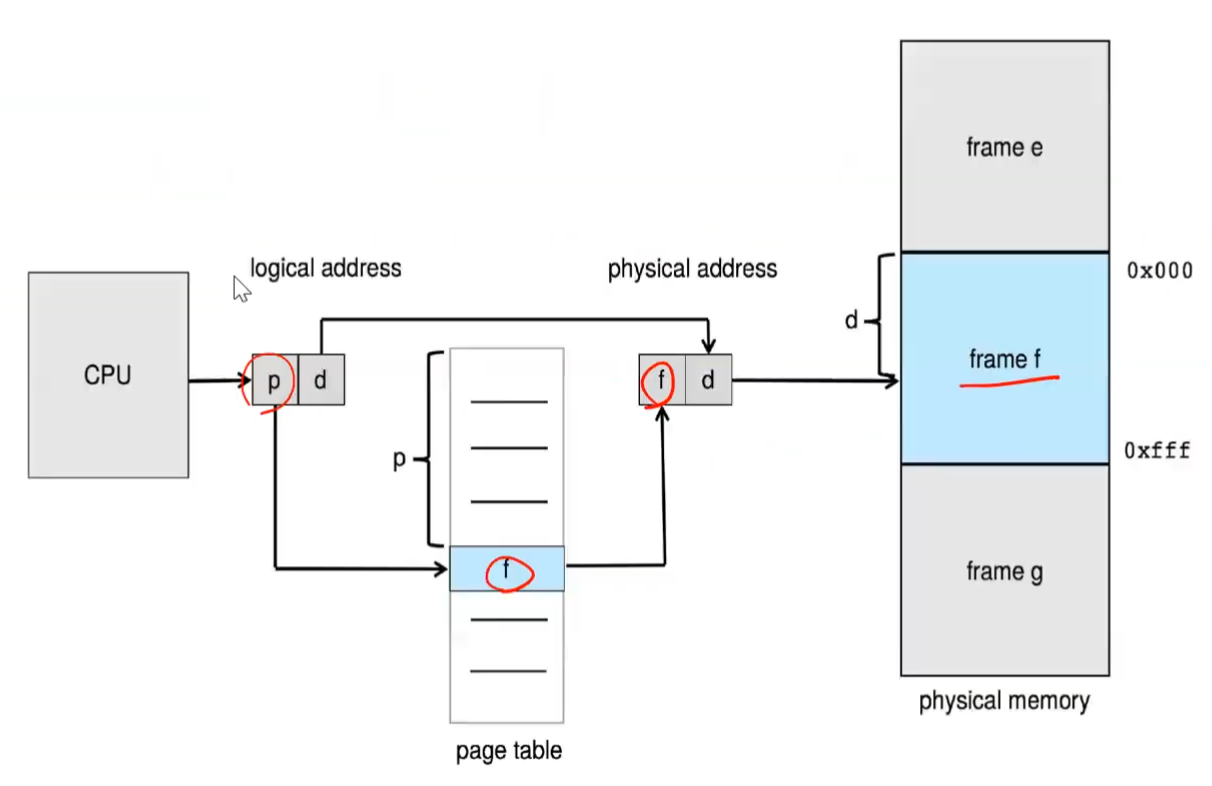 frame e
logical address
physical address
0x000
d
frame f
CPU
p
d
f
d
p
0xfff
f
frame g
physical memory
page table